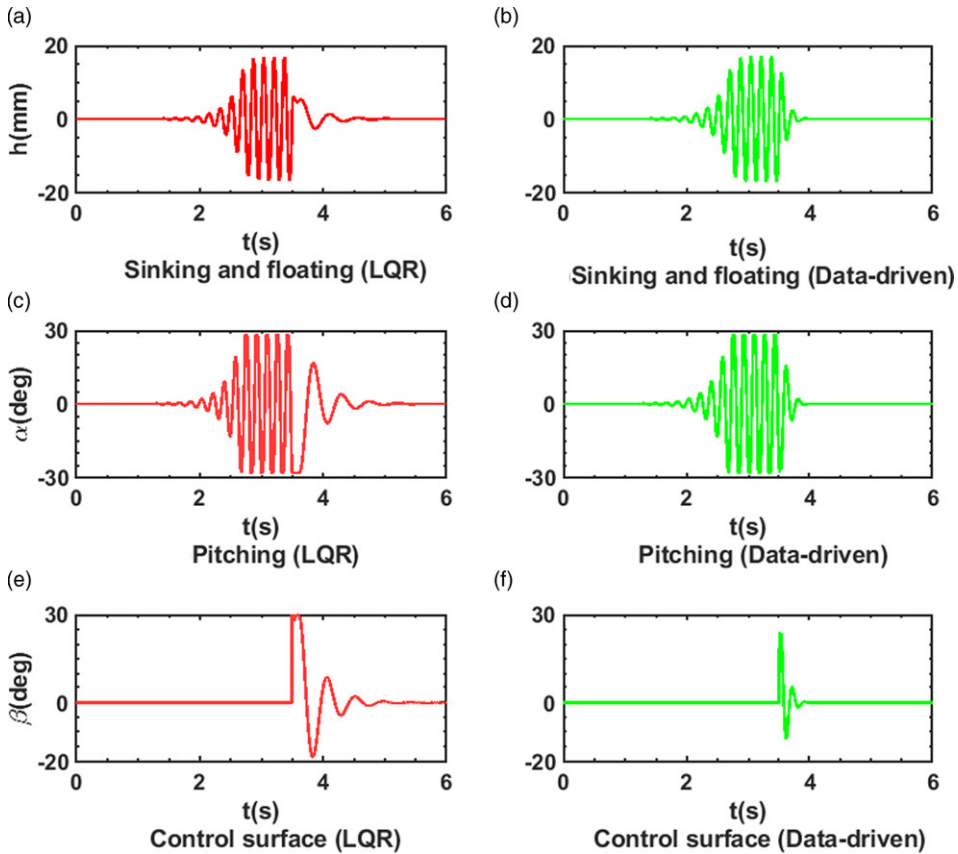 (a)
20
0
-20
h(mm)
0 2 4 6
t(s)
Sinking and floating (LQR)
(b)
20
0
-20
0 2 4 6
t(s)
Sinking and floating (Data-driven)
(c)
30
0
-30
α(deg)
0 2 4 6
t(s)
Pitching (LQR)
(d)
30
0
-30
0 2 4 6
t(s)
Pitching (Data-driven)
(e)
30
0
-20
β(deg)
0 2 4 6
t(s)
Control surface (LQR)
(f)
30
0
-20
0 2 4 6
t(s)
Control surface (Data-driven)